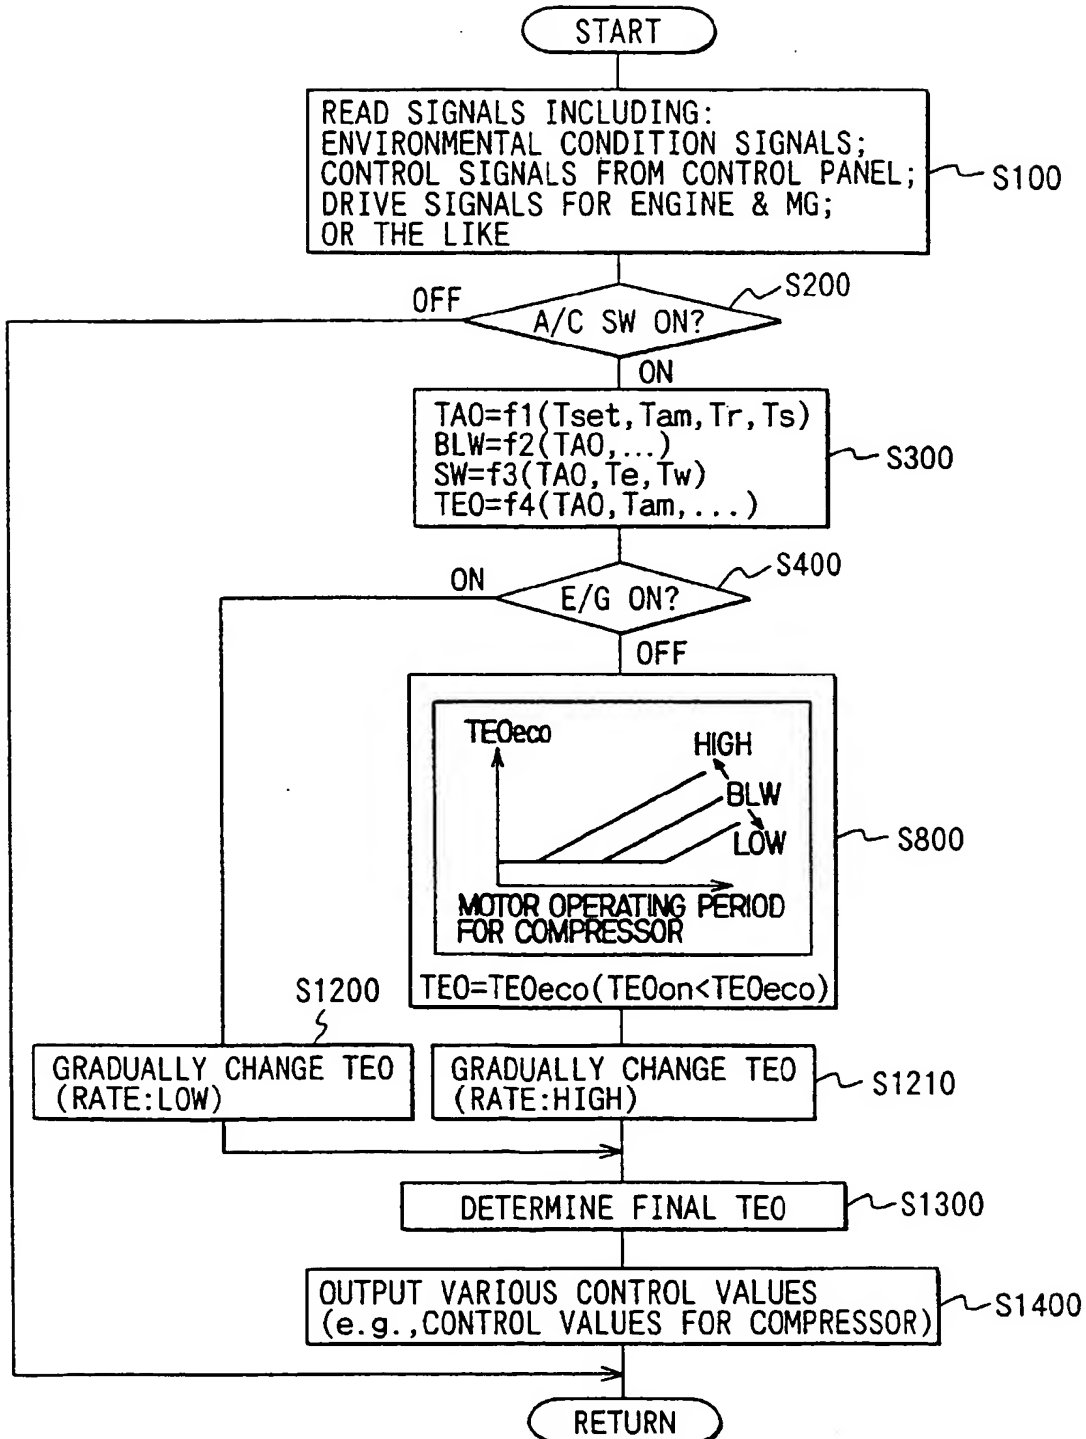 START
READ SIGNALS INCLUDING:
ENVIRONMENTAL CONDITION SIGNALS;
CONTROL SIGNALS FROM CONTROL PANEL;
DRIVE SIGNALS FOR ENGINE & MG;
OR THE LIKE
S100
OFF
A/C SW ON?
S200
ON
TAO=f1(Tset,Tam,Tr,Ts)
BLW=f2(TAO,...)
SW=f3(TAO,Te,Tw)
TEO=f4(TAO,Tam,...)
S300
ON
E/G ON?
S400
OFF
TEOeco
HIGH
BLW
LOW
MOTOR OPERATING PERIOD
FOR COMPRESSOR
S800
TEO=TEOeco(TEOon<TEOeco)
S1200
GRADUALLY CHANGE TEO
(RATE:LOW)
GRADUALLY CHANGE TEO
(RATE:HIGH)
S1210
DETERMINE FINAL TEO
S1300
OUTPUT VARIOUS CONTROL VALUES
(e.g.,CONTROL VALUES FOR COMPRESSOR)
S1400
RETURN